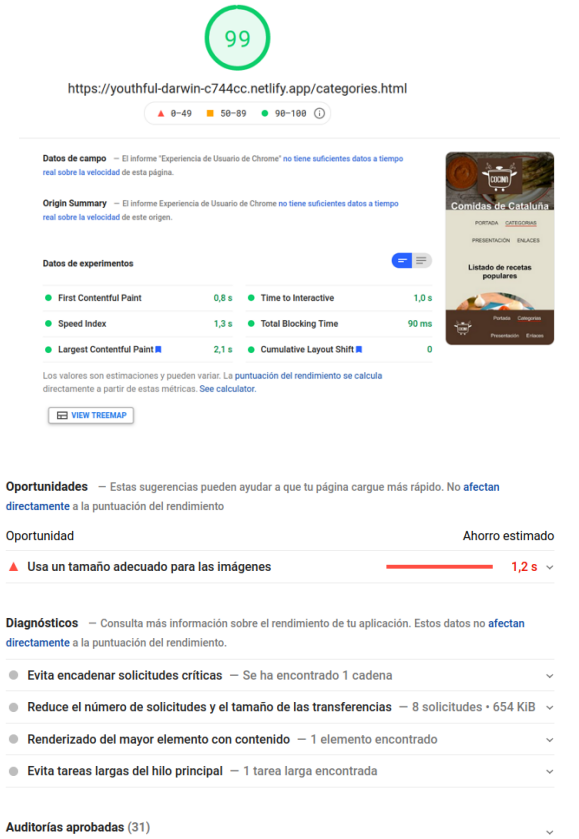 99
https://youthful-darwin-c744cc.netlify.app/categories.html
0–49 50–89 90–100
Datos de campo — El informe "Experiencia de Usuario de Chrome" no tiene suficientes datos a tiempo
real sobre la velocidad de esta página.
Origin Summary — El informe Experiencia de Usuario de Chrome no tiene suficientes datos a tiempo
real sobre la velocidad de este origen.
COCINO
Comidas de Cataluña
PORTADA CATEGORIAS
PRESENTACIÓN ENLACES
Listado de recetas
populares
Portada Categorias
Presentación Enlaces
Datos de experimentos
First Contentful Paint 0,8 s
Time to Interactive 1,0 s
Speed Index 1,3 s
Total Blocking Time 90 ms
Largest Contentful Paint 2,1 s
Cumulative Layout Shift 0
Los valores son estimaciones y pueden variar. La puntuación del rendimiento se calcula
directamente a partir de estas métricas. See calculator.
VIEW TREEMAP
Oportunidades — Estas sugerencias pueden ayudar a que tu página cargue más rápido. No afectan
directamente a la puntuación del rendimiento
Oportunidad Ahorro estimado
Usa un tamaño adecuado para las imágenes 1,2 s
Diagnósticos — Consulta más información sobre el rendimiento de tu aplicación. Estos datos no afectan
directamente a la puntuación del rendimiento.
Evita encadenar solicitudes críticas — Se ha encontrado 1 cadena
Reduce el número de solicitudes y el tamaño de las transferencias — 8 solicitudes • 654 KiB
Renderizado del mayor elemento con contenido — 1 elemento encontrado
Evita tareas largas del hilo principal — 1 tarea larga encontrada
Auditorías aprobadas (31)